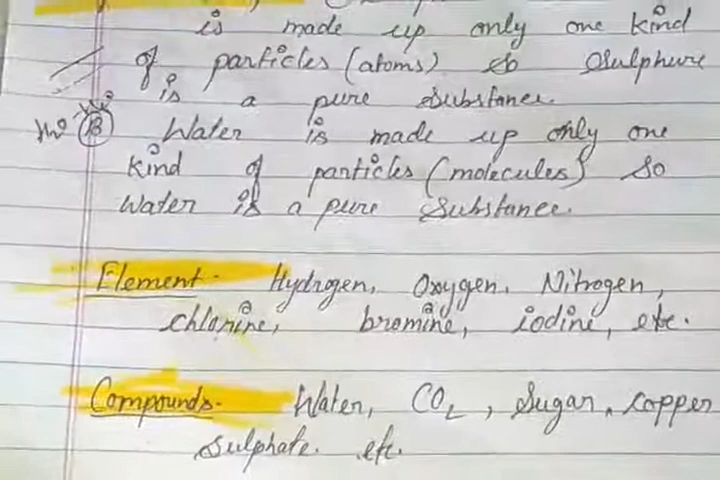 is made up only one kind
of particles (atoms) so Sulphure
is a pure substance.
B Water is made up only one
kind of particles (molecules) so
Water is a pure Substance.
Element - Hydrogen, Oxygen, Nitrogen,
chlorine, bromine, iodine, etc.
Compounds - Water, CO2, Sugar, copper
sulphate. etc.